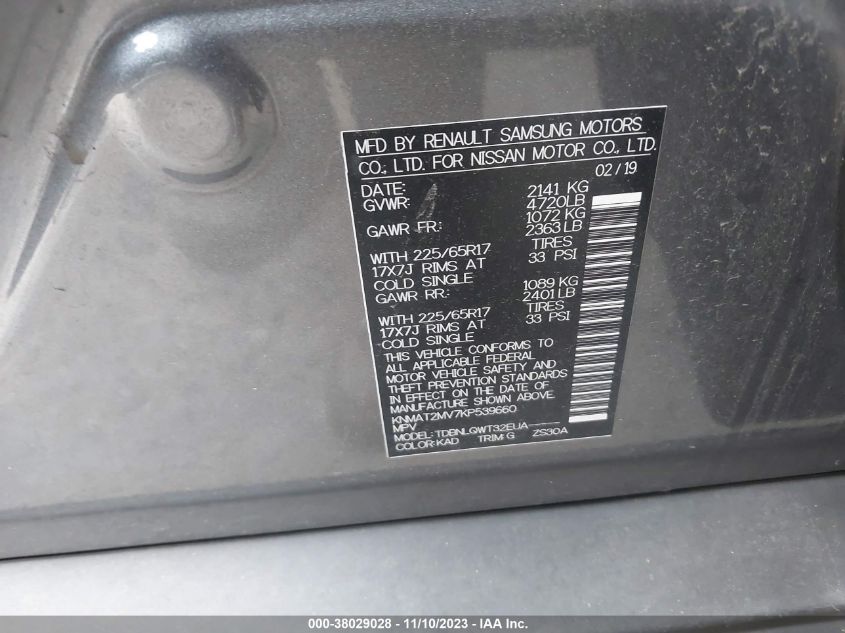 MFD BY RENAULT SAMSUNG MOTORS
CO., LTD. FOR NISSAN MOTOR CO., LTD.
DATE: 02/19
GVWR: 2141 KG
4720LB
GAWR FR: 1072 KG
2363LB
WITH 225/65R17 TIRES
17X7J RIMS AT 33 PSI
COLD SINGLE
GAWR RR: 1089 KG
2401LB
WITH 225/65R17 TIRES
17X7J RIMS AT 33 PSI
COLD SINGLE
THIS VEHICLE CONFORMS TO
ALL APPLICABLE FEDERAL
MOTOR VEHICLE SAFETY AND
THEFT PREVENTION STANDARDS
IN EFFECT ON THE DATE OF
MANUFACTURE SHOWN ABOVE.
KNMAT2MV7KP539660
MPV
MODEL: TDBNLQWT32EUA-----
COLOR:KAD TRIM:G ZS30A
000-38029028 - 11/10/2023 - IAA Inc.